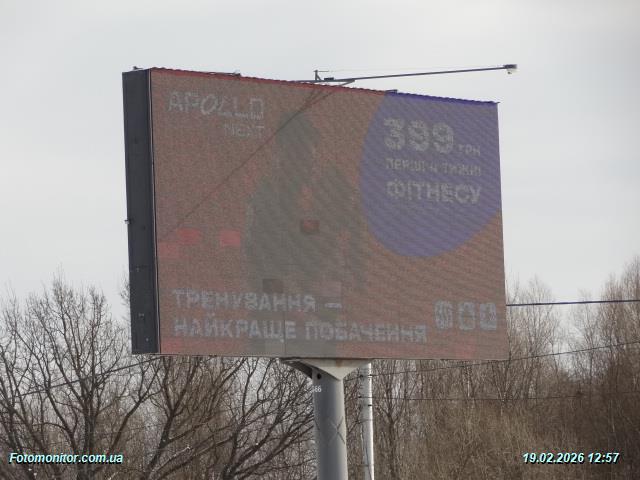 APOLLO
NEXT
399 ГРН
ПЕРШІ 4 ТИЖНІ
ФІТНЕСУ
ТРЕНУВАННЯ —
НАЙКРАЩЕ ПОБАЧЕННЯ
Fotomonitor.com.ua
19.02.2026 12:57